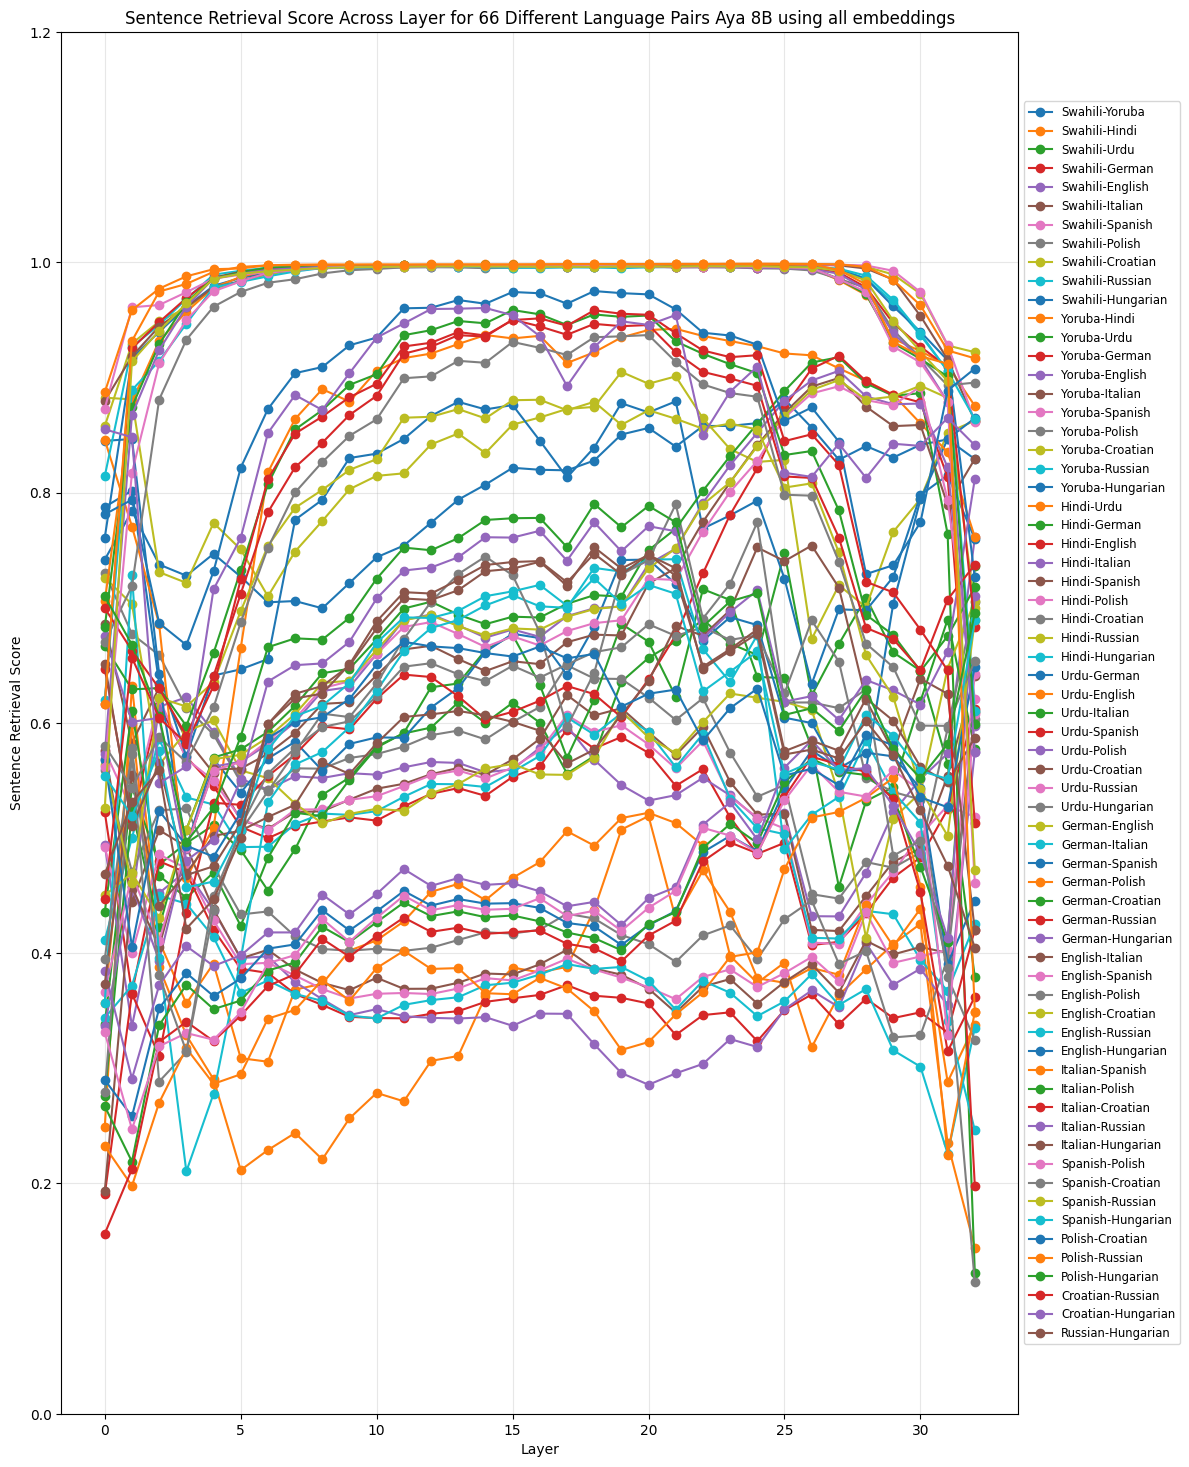 Sentence Retrieval Score Across Layer for 66 Different Language Pairs Aya 8B using all embeddings
1.2
1.0
0.8
0.6
0.4
0.2
0.0
Sentence Retrieval Score
0 5 10 15 20 25 30
Layer
Swahili-Yoruba
Swahili-Hindi
Swahili-Urdu
Swahili-German
Swahili-English
Swahili-Italian
Swahili-Spanish
Swahili-Polish
Swahili-Croatian
Swahili-Russian
Swahili-Hungarian
Yoruba-Hindi
Yoruba-Urdu
Yoruba-German
Yoruba-English
Yoruba-Italian
Yoruba-Spanish
Yoruba-Polish
Yoruba-Croatian
Yoruba-Russian
Yoruba-Hungarian
Hindi-Urdu
Hindi-German
Hindi-English
Hindi-Italian
Hindi-Spanish
Hindi-Polish
Hindi-Croatian
Hindi-Russian
Hindi-Hungarian
Urdu-German
Urdu-English
Urdu-Italian
Urdu-Spanish
Urdu-Polish
Urdu-Croatian
Urdu-Russian
Urdu-Hungarian
German-English
German-Italian
German-Spanish
German-Polish
German-Croatian
German-Russian
German-Hungarian
English-Italian
English-Spanish
English-Polish
English-Croatian
English-Russian
English-Hungarian
Italian-Spanish
Italian-Polish
Italian-Croatian
Italian-Russian
Italian-Hungarian
Spanish-Polish
Spanish-Croatian
Spanish-Russian
Spanish-Hungarian
Polish-Croatian
Polish-Russian
Polish-Hungarian
Croatian-Russian
Croatian-Hungarian
Russian-Hungarian